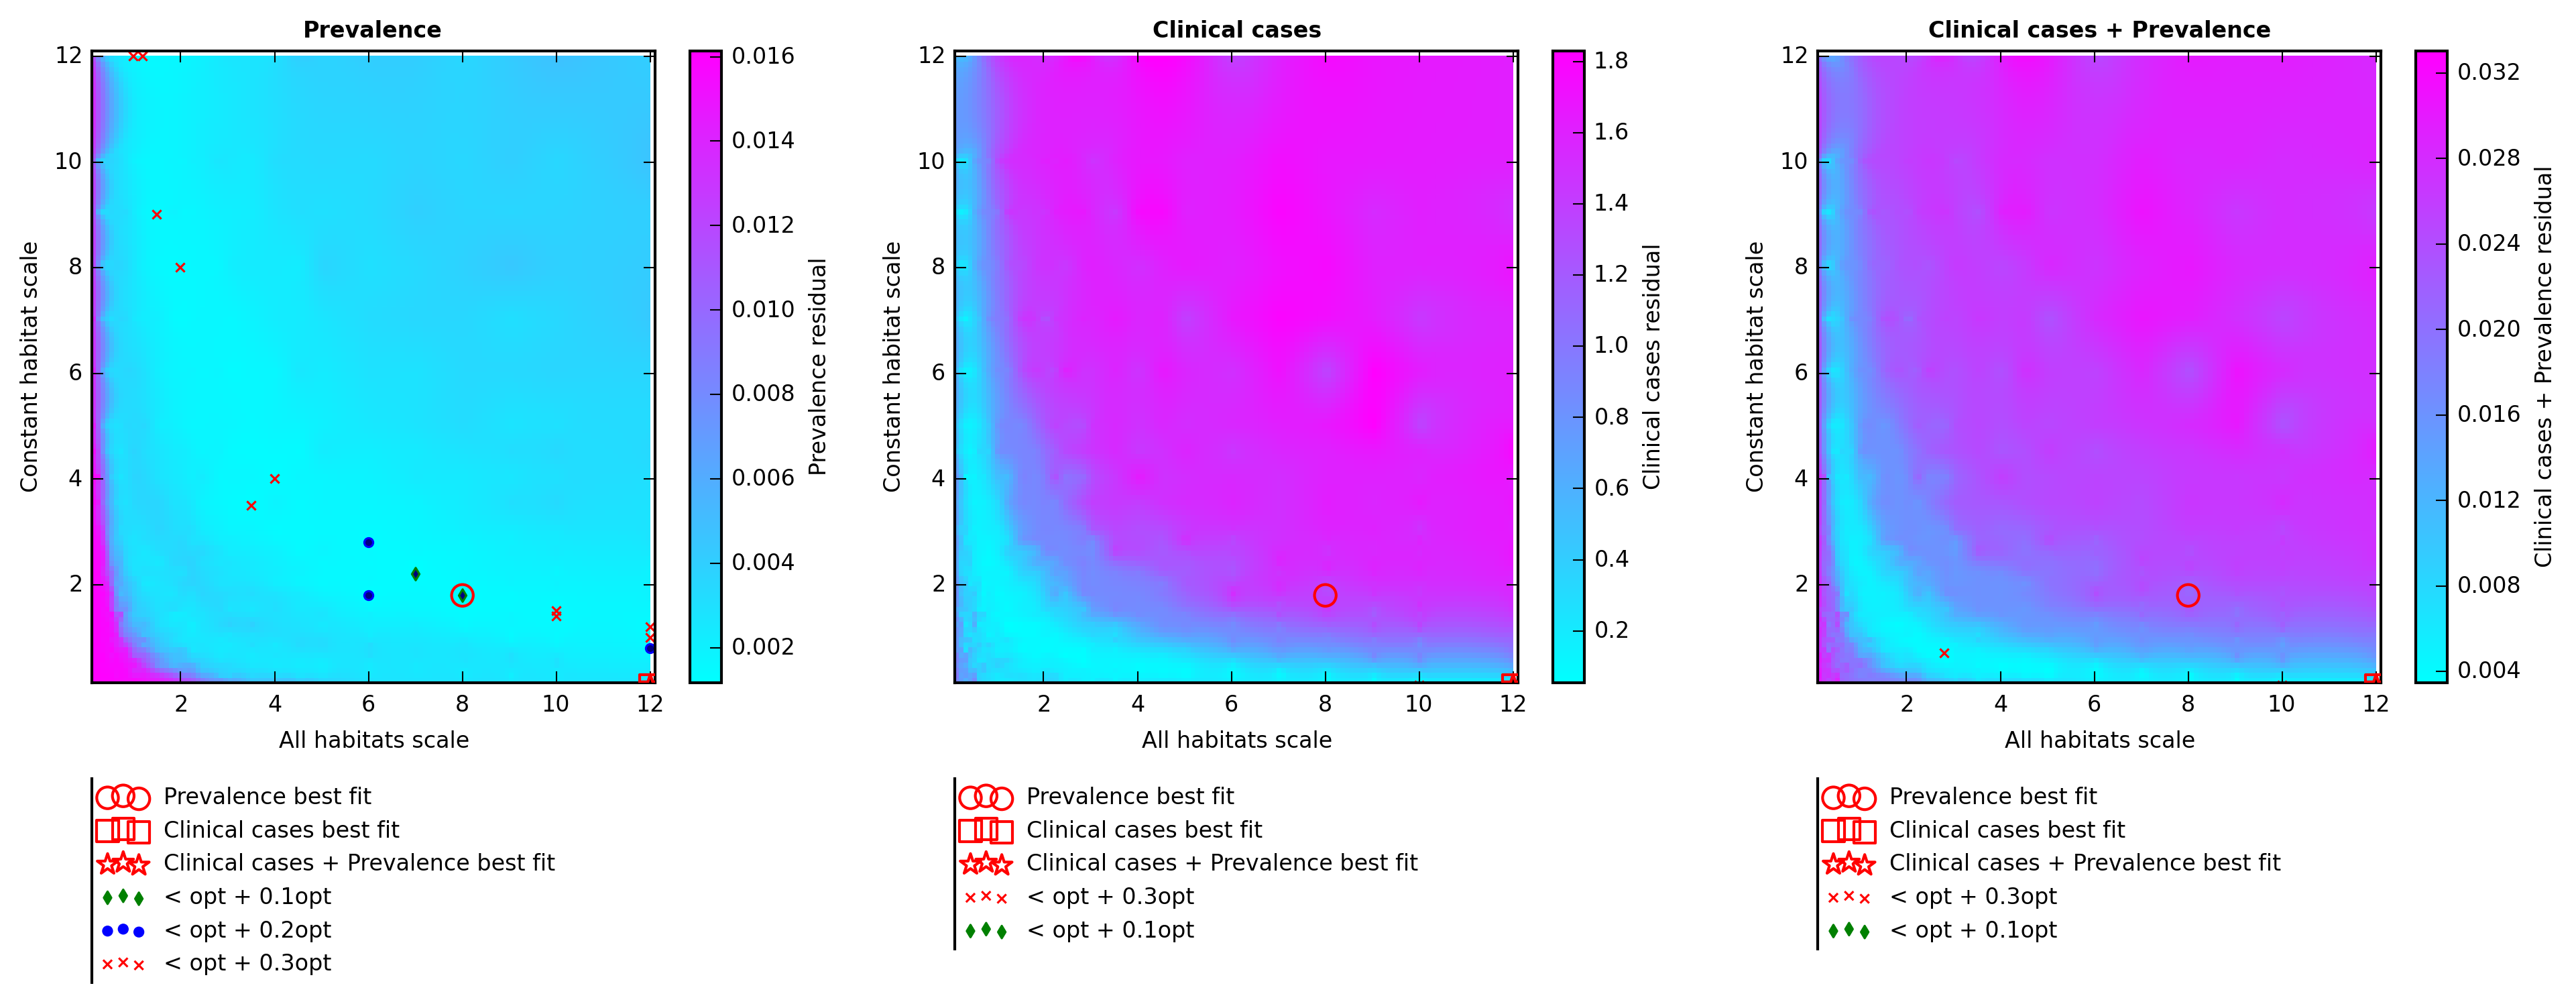 Prevalence
12
10
8
6
4
2
Constant habitat scale
2 4 6 8 10 12
All habitats scale
0.016
0.014
0.012
0.010
0.008
0.006
0.004
0.002
Prevalence residual
Prevalence best fit
Clinical cases best fit
Clinical cases + Prevalence best fit
< opt + 0.1opt
< opt + 0.2opt
< opt + 0.3opt
Clinical cases
12
10
8
6
4
2
Constant habitat scale
2 4 6 8 10 12
All habitats scale
1.8
1.6
1.4
1.2
1.0
0.8
0.6
0.4
0.2
Clinical cases residual
Prevalence best fit
Clinical cases best fit
Clinical cases + Prevalence best fit
< opt + 0.3opt
< opt + 0.1opt
Clinical cases + Prevalence
12
10
8
6
4
2
Constant habitat scale
2 4 6 8 10 12
All habitats scale
0.032
0.028
0.024
0.020
0.016
0.012
0.008
0.004
Clinical cases + Prevalence residual
Prevalence best fit
Clinical cases best fit
Clinical cases + Prevalence best fit
< opt + 0.3opt
< opt + 0.1opt